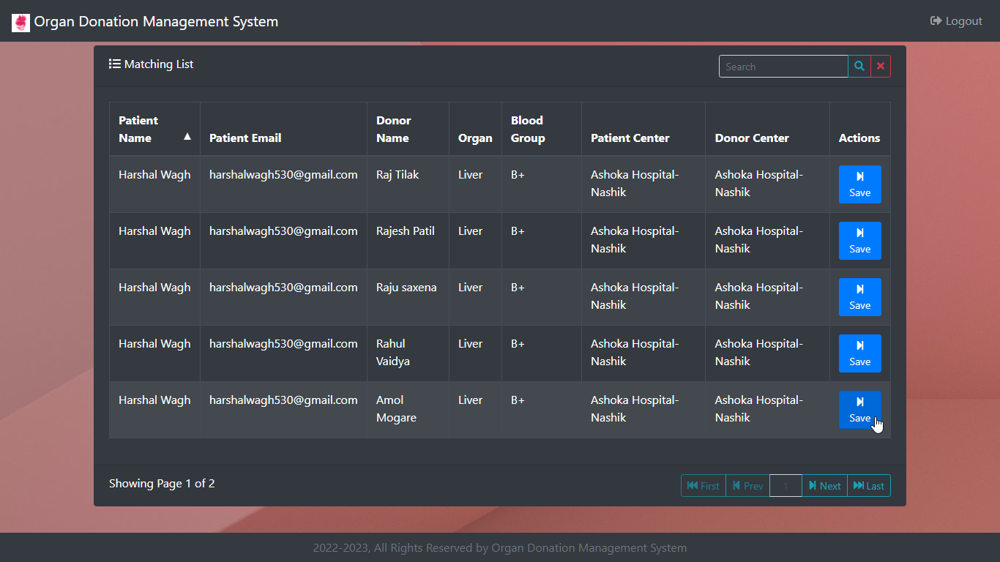 Organ Donation Management System
Logout
Matching List
Search
Patient Name
Patient Email
Donor Name
Organ
Blood Group
Patient Center
Donor Center
Actions
Harshal Wagh
harshalwagh530@gmail.com
Raj Tilak
Liver
B+
Ashoka Hospital-
Nashik
Ashoka Hospital-
Nashik
Save
Harshal Wagh
harshalwagh530@gmail.com
Rajesh Patil
Liver
B+
Ashoka Hospital-
Nashik
Ashoka Hospital-
Nashik
Save
Harshal Wagh
harshalwagh530@gmail.com
Raju saxena
Liver
B+
Ashoka Hospital-
Nashik
Ashoka Hospital-
Nashik
Save
Harshal Wagh
harshalwagh530@gmail.com
Rahul
Vaidya
Liver
B+
Ashoka Hospital-
Nashik
Ashoka Hospital-
Nashik
Save
Harshal Wagh
harshalwagh530@gmail.com
Amol
Mogare
Liver
B+
Ashoka Hospital-
Nashik
Ashoka Hospital-
Nashik
Save
Showing Page 1 of 2
First
Prev
1
Next
Last
2022-2023, All Rights Reserved by Organ Donation Management System